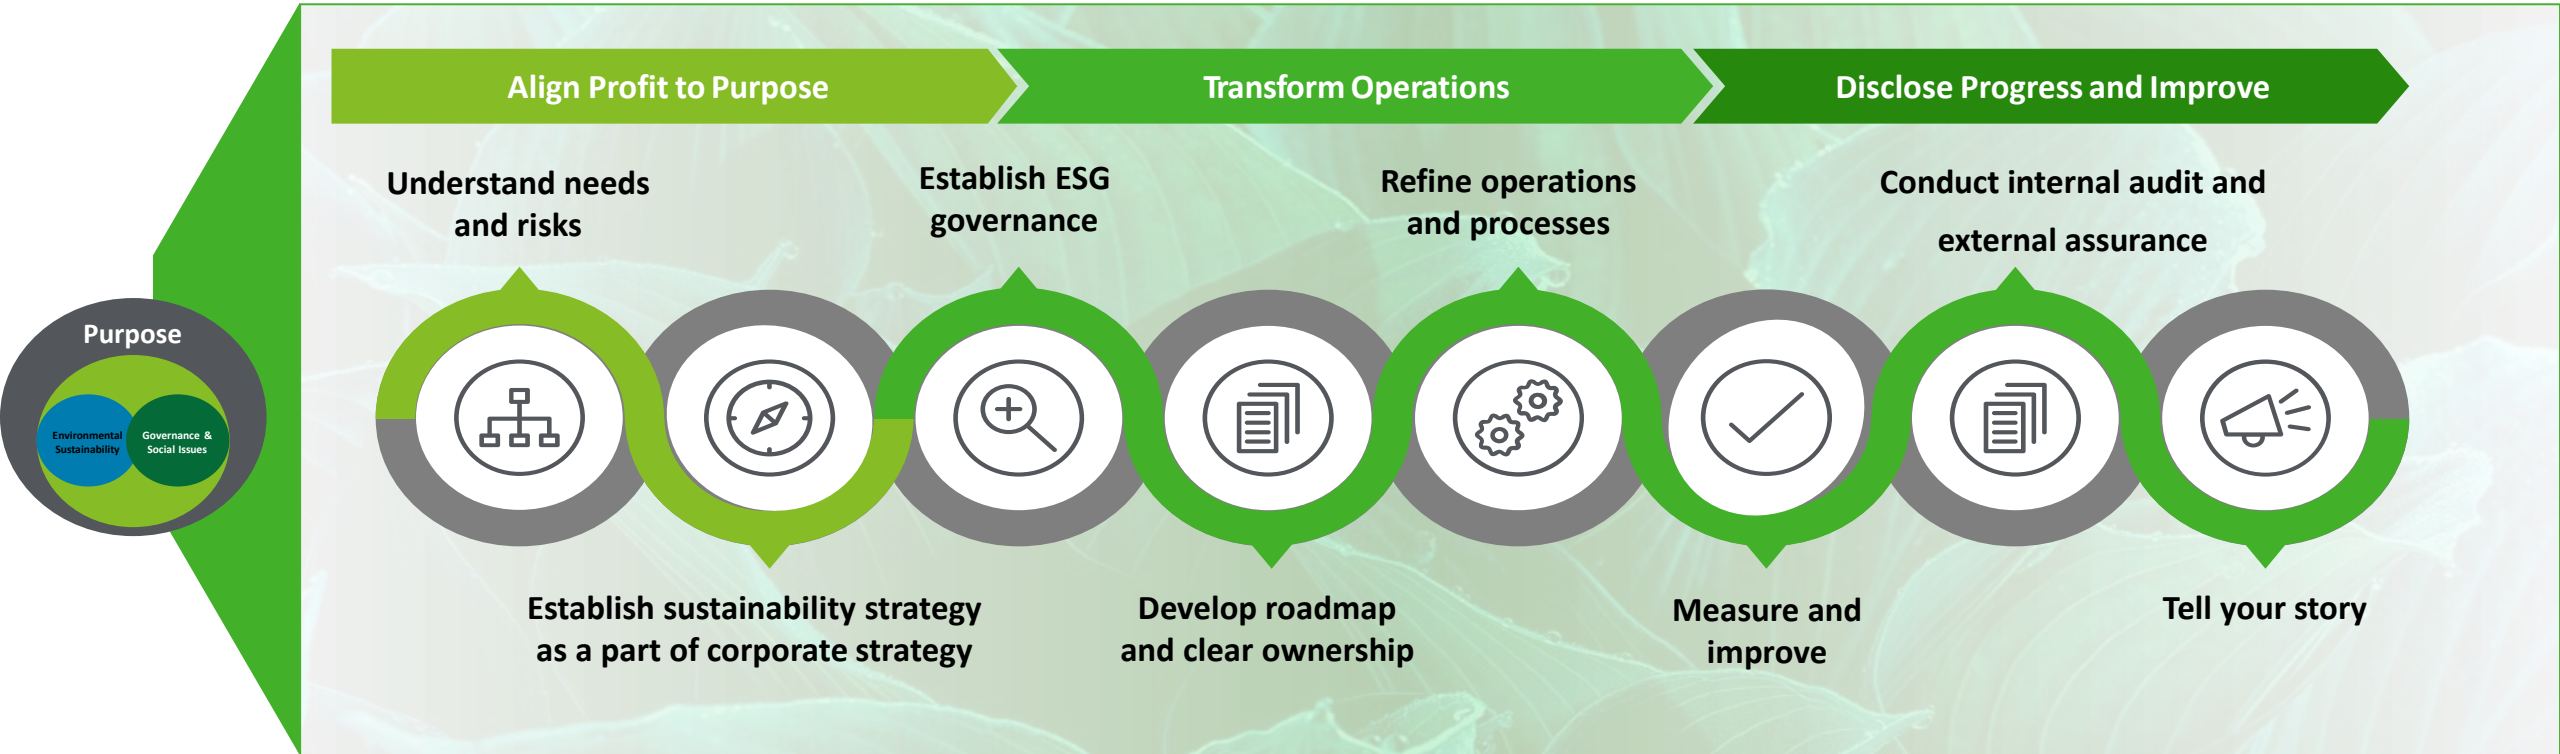 Align Profit to Purpose
Transform Operations
Disclose Progress and Improve
Understand needs
and risks
Establish ESG
governance
Refine operations
and processes
Conduct internal audit and
external assurance
Purpose
Environmental
Sustainability
Governance &
Social Issues
Establish sustainability strategy
as a part of corporate strategy
Develop roadmap
and clear ownership
Measure and
improve
Tell your story